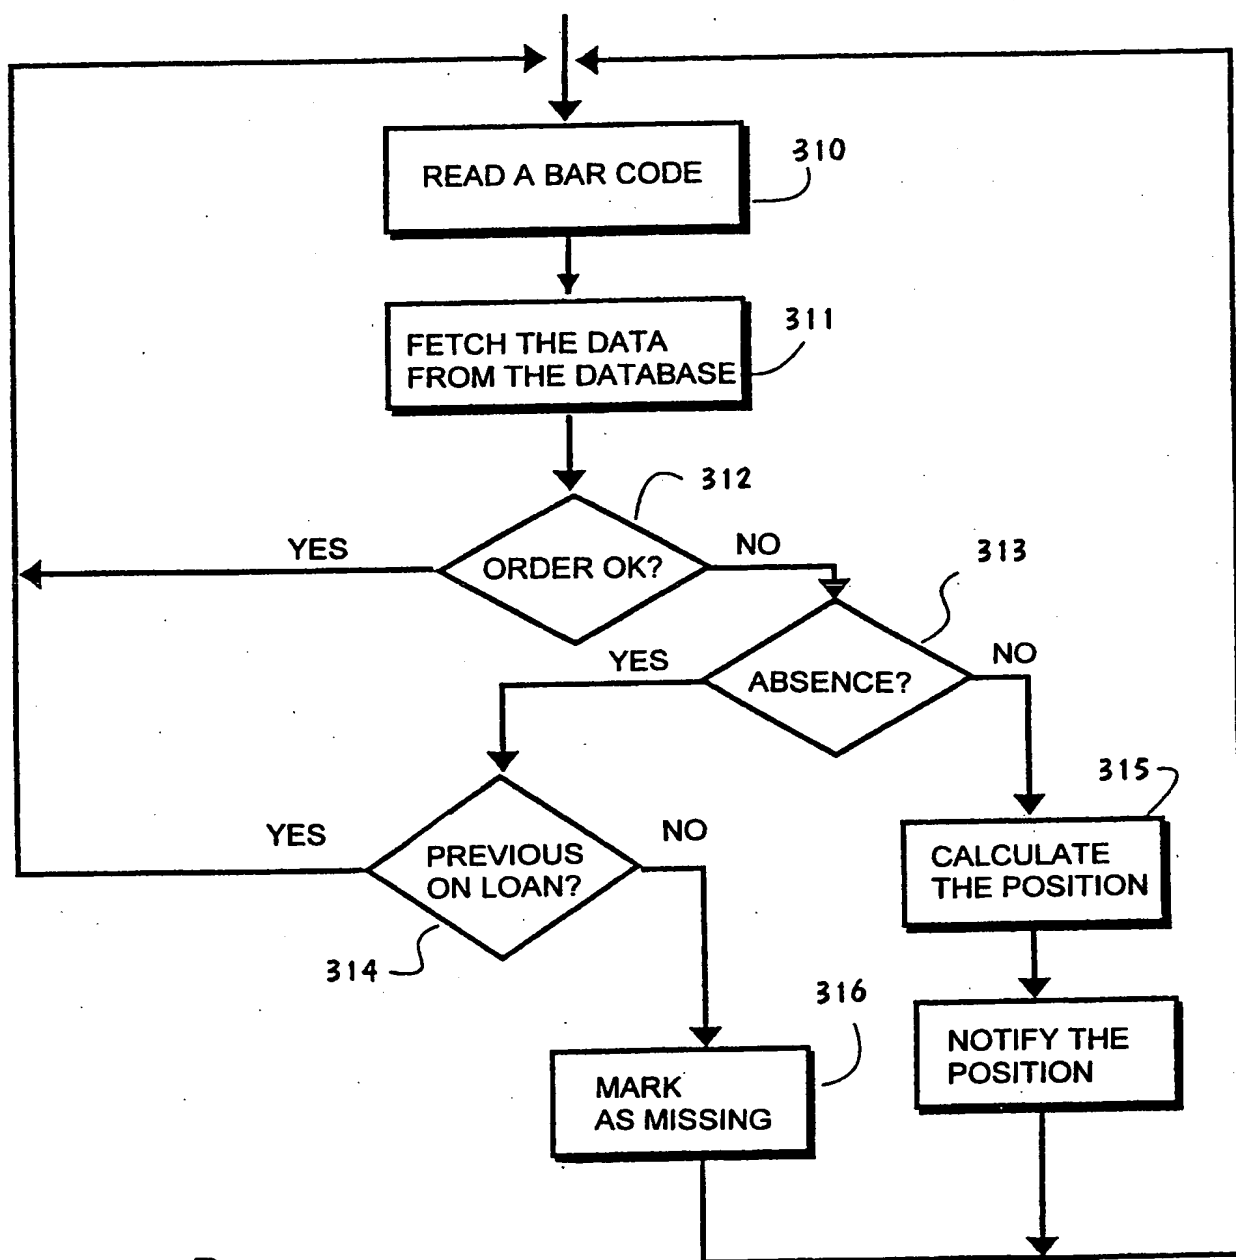 READ A BAR CODE
310
FETCH THE DATA
FROM THE DATABASE
311
312
ORDER OK?
YES
NO
313
ABSENCE?
YES
NO
PREVIOUS
ON LOAN?
YES
NO
314
315
CALCULATE
THE POSITION
316
MARK
AS MISSING
NOTIFY THE
POSITION